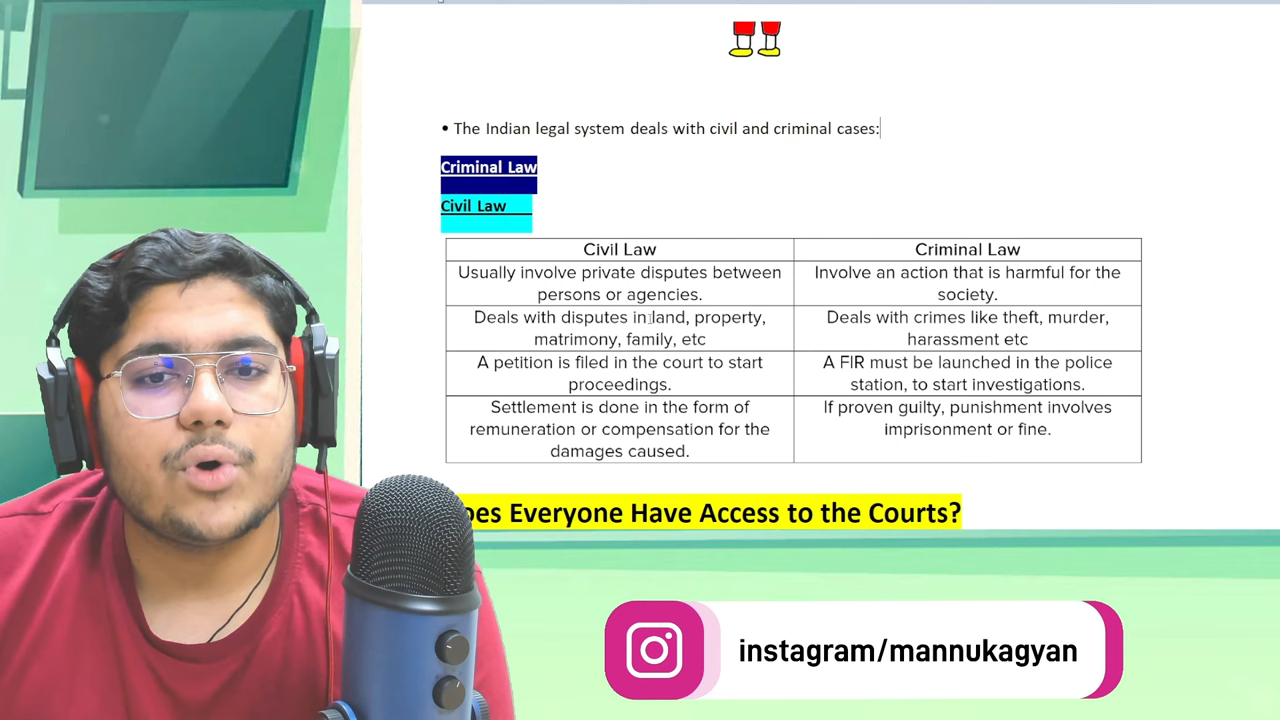 • The Indian legal system deals with civil and criminal cases:
Criminal Law
Civil Law
Civil Law
Criminal Law
Usually involve private disputes between
persons or agencies.
Involve an action that is harmful for the
society.
Deals with disputes in land, property,
matrimony, family, etc
Deals with crimes like theft, murder,
harassment etc
A petition is filed in the court to start
proceedings.
A FIR must be launched in the police
station, to start investigations.
Settlement is done in the form of
remuneration or compensation for the
damages caused.
If proven guilty, punishment involves
imprisonment or fine.
oes Everyone Have Access to the Courts?
instagram/mannukagyan